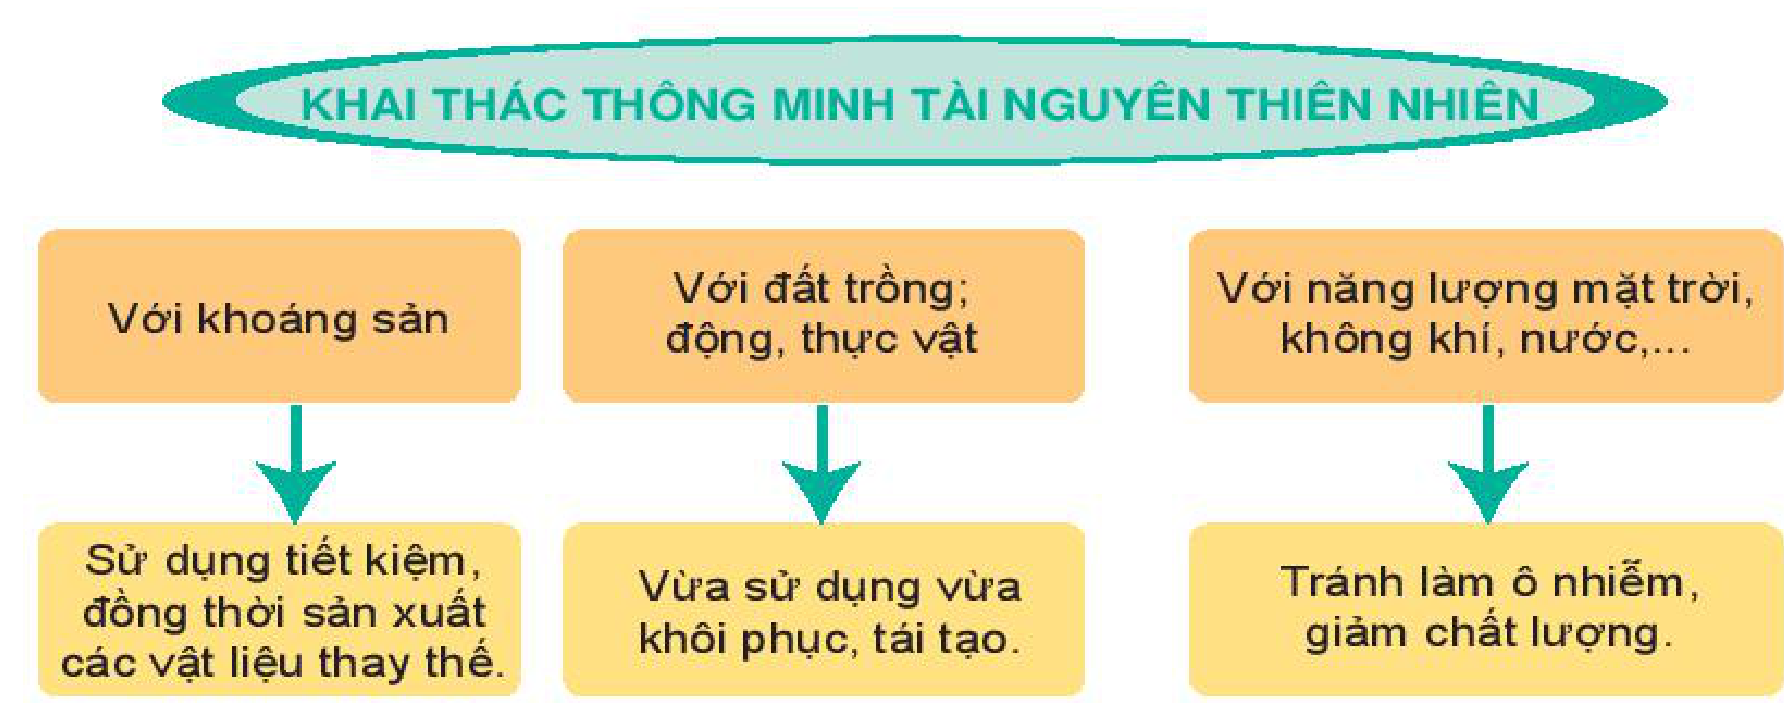 KHAI THÁC THÔNG MINH TÀI NGUYÊN THIÊN NHIÊN
Với khoáng sản
Với đất trồng;
động, thực vật
Với năng lượng mặt trời,
không khí, nước,...
Sử dụng tiết kiệm,
đồng thời sản xuất
các vật liệu thay thế.
Vừa sử dụng vừa
khôi phục, tái tạo.
Tránh làm ô nhiễm,
giảm chất lượng.